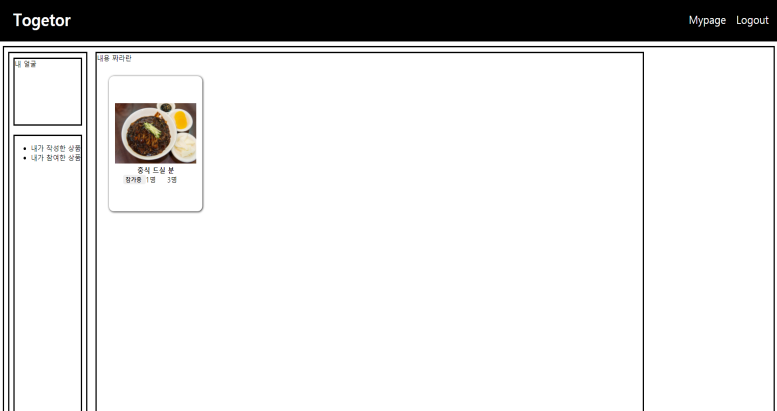 Togetor
Mypage Logout
내 얼굴
내가 작성한 상품
내가 참여한 상품
내용 짜라란
중식 드실 분
참가중 1명 3명